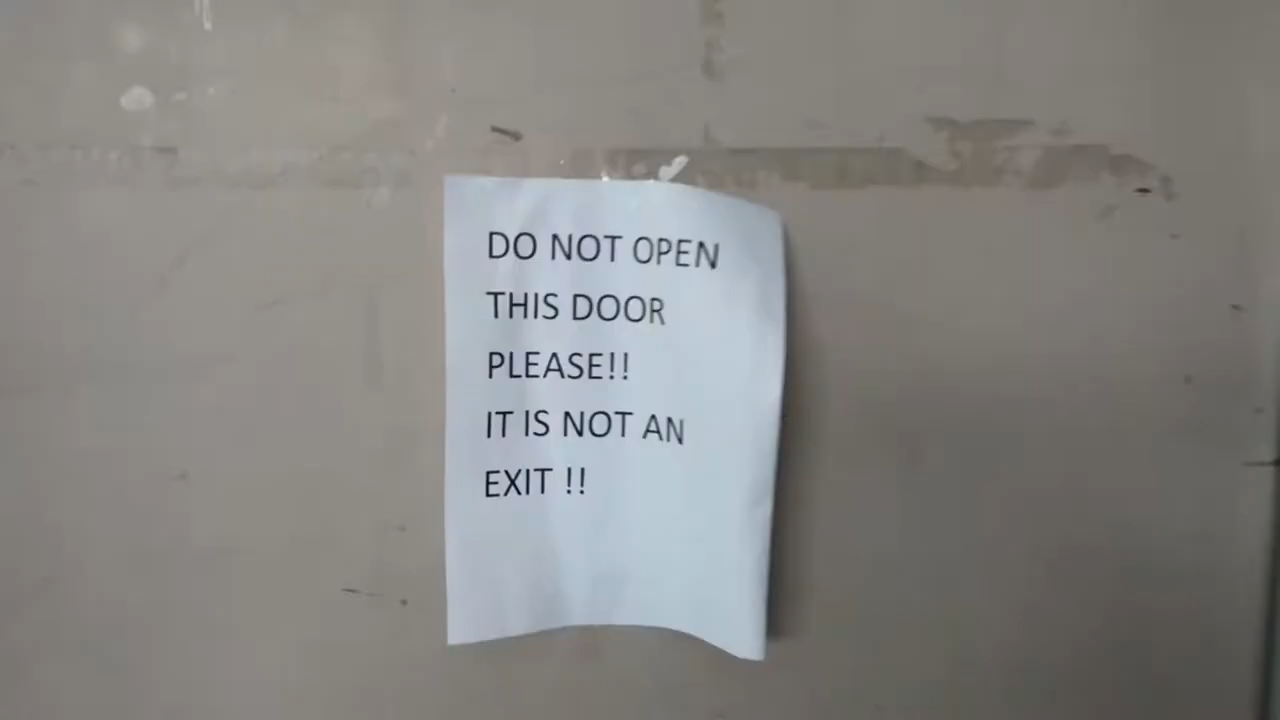 DO NOT OPEN
THIS DOOR
PLEASE!!
IT IS NOT AN
EXIT !!